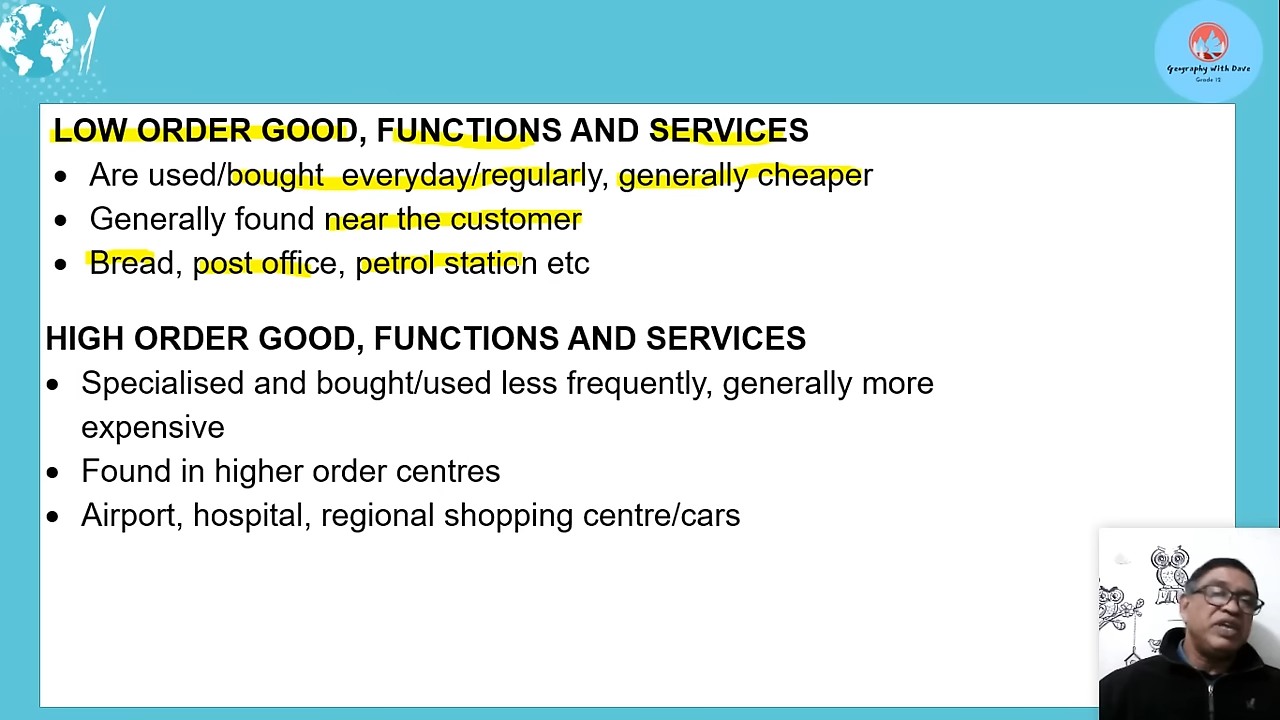 Geography with Dave
Grade 12
LOW ORDER GOOD, FUNCTIONS AND SERVICES
• Are used/bought everyday/regularly, generally cheaper
• Generally found near the customer
• Bread, post office, petrol station etc
HIGH ORDER GOOD, FUNCTIONS AND SERVICES
• Specialised and bought/used less frequently, generally more
expensive
• Found in higher order centres
• Airport, hospital, regional shopping centre/cars